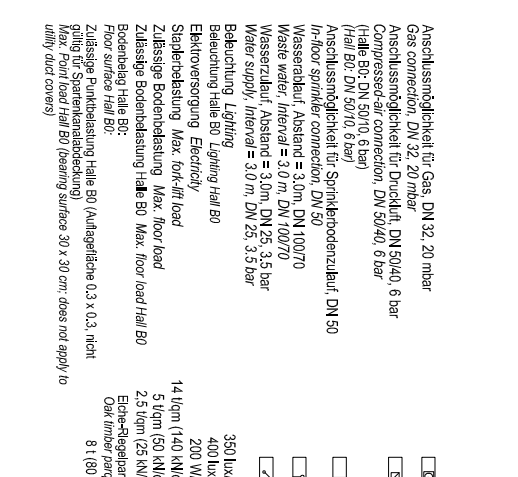 Anschlussmöglichkeit für Gas, DN 32, 20 mbar
Gas connection, DN 32, 20 mbar
Anschlussmöglichkeit für Druckluft, DN 50/40, 6 bar
Compressed-air connection, DN 50/40, 6 bar
(Halle B0: DN 50/10, 6 bar)
(Hall B0: DN 50/10, 6 bar)
Anschlussmöglichkeit für Sprinklerbodenzulauf, DN 50
In-floor sprinkler connection, DN 50
Wasserablauf, Abstand = 3,0m, DN 100/70
Waste water, Interval = 3.0 m, DN 100/70
Wasserzulauf, Abstand = 3,0m, DN 25, 3,5 bar
Water supply, Interval = 3.0 m, DN 25, 3.5 bar
Beleuchtung Lighting 350 lux
Beleuchtung Halle B0 Lighting Hall B0 400 lux
Elektroversorgung Electricity 200 W
Staplerbelastung Max. fork-lift load 14 t/qm (140 kN/
Zulässige Bodenbelastung Max. floor load 5 t/qm (50 kN/
Zulässige Bodenbelastung Halle B0 Max. floor load Hall B0 2,5 t/qm (25 kN/
Bodenbelag Halle B0: Eiche-Riegelpar
Floor surface Hall B0: Oak timber parq
Zulässige Punktbelastung Halle B0 (Auflagefläche 0.3 x 0.3, nicht 8 t (80
gültig für Spartenkanalabdeckung)
Max. Point load Hall B0 (bearing surface 30 x 30 cm; does not apply to
utility duct covers)